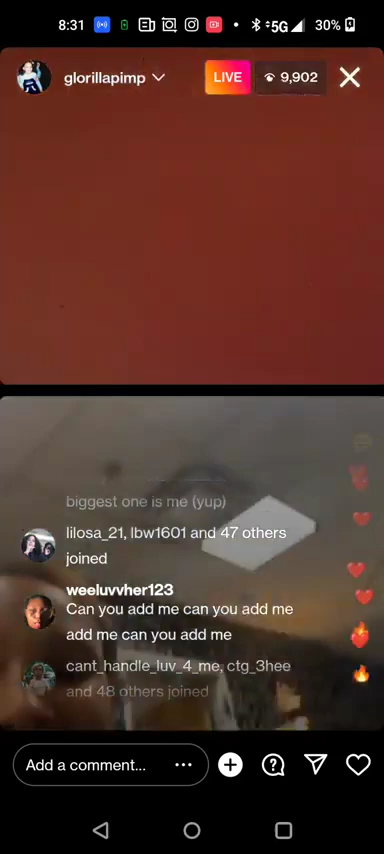 8:31
5G
30%
glorillapimp
LIVE
9,902
biggest one is me (yup)
lilosa_21, lbw1601 and 47 others
joined
weeluvvher123
Can you add me can you add me
add me can you add me
cant_handle_luv_4_me, ctg_3hee
and 48 others joined
Add a comment...